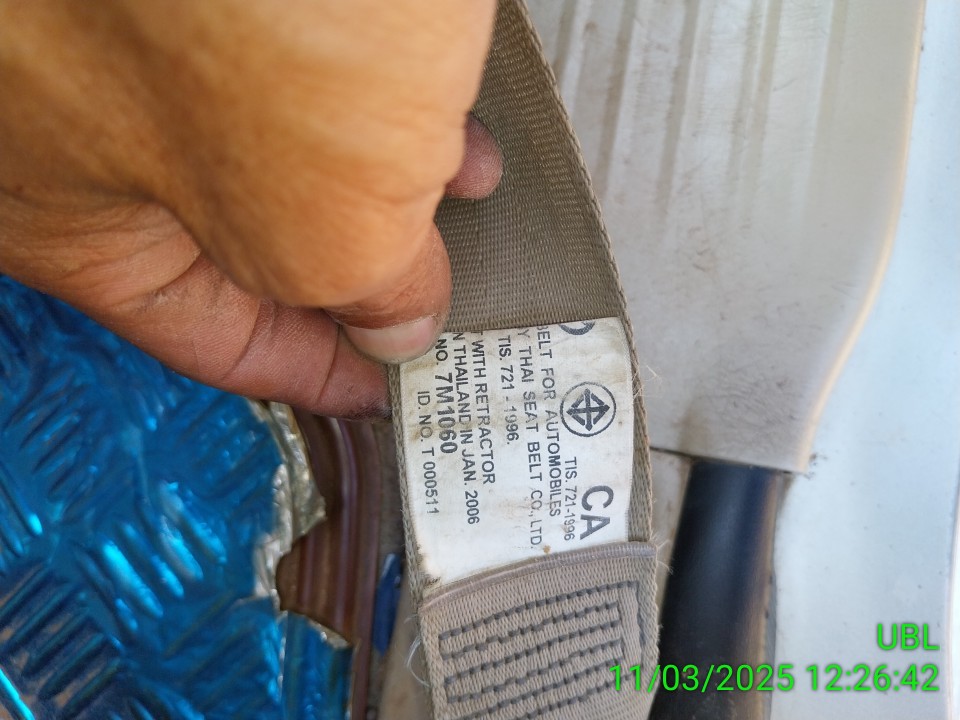 CA
TIS. 721-1996
BELT FOR AUTOMOBILES
THAI SEAT BELT CO., LTD.
TIS. 721 - 1996.
WITH RETRACTOR
THAILAND IN JAN. 2006
NO. 7M1060
ID. NO. T 000511
UBL
11/03/2025 12:26:42